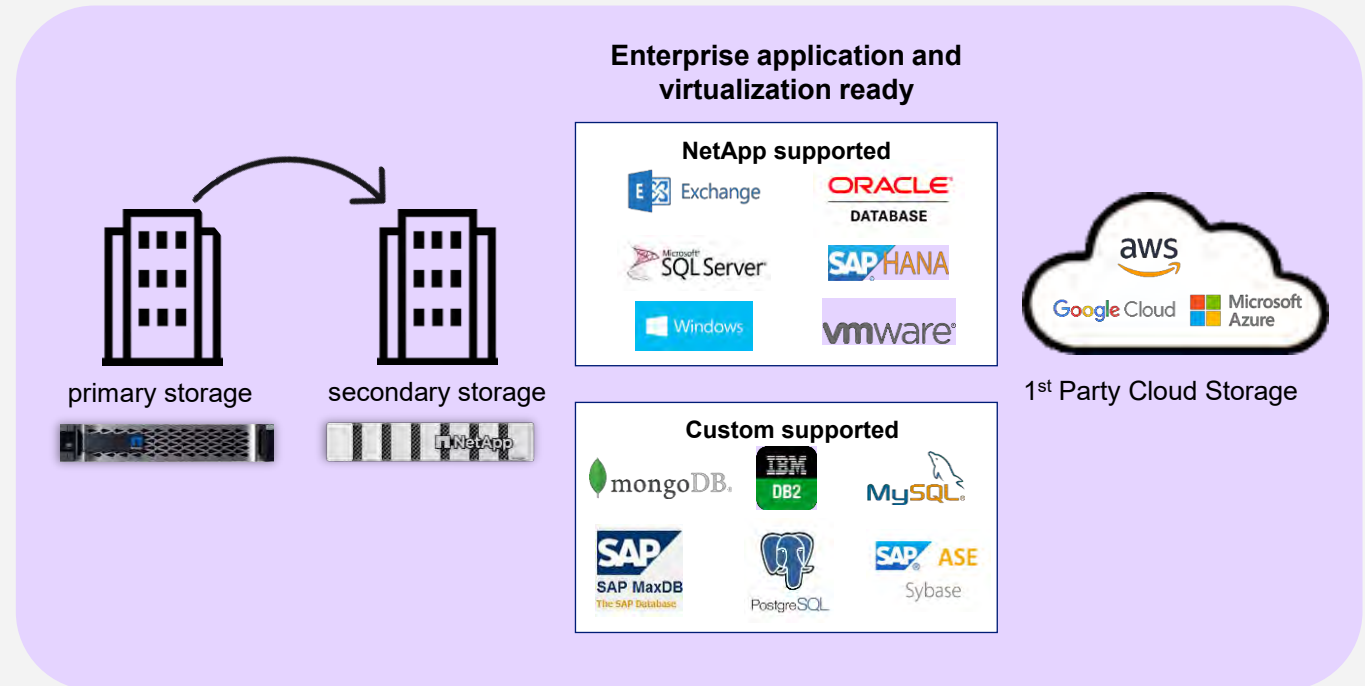 Enterprise application and
virtualization ready
NetApp supported
E Exchange
ORACLE
DATABASE
Microsoft
SQL Server
SAP HANA
Windows
vmware
primary storage
secondary storage
NetApp
aws
Google Cloud
Microsoft
Azure
1st Party Cloud Storage
Custom supported
mongoDB.
IBM
DB2
MySQL
SAP
SAP MaxDB
The SAP Database
PostgreSQL
SAP ASE
Sybase